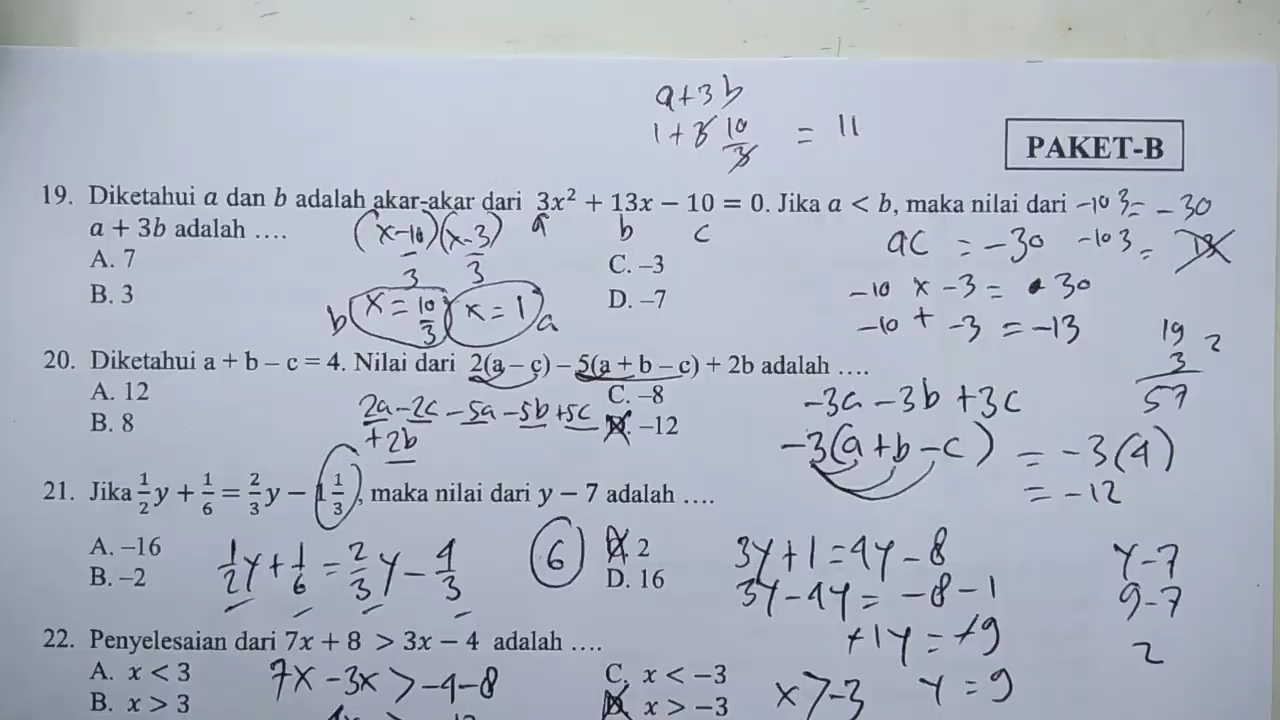 a+3b
1 + 3 10/3 = 11
PAKET-B
19. Diketahui a dan b adalah akar-akar dari 3x² + 13x − 10 = 0. Jika a < b, maka nilai dari -10 3 = -30
a + 3b adalah .... (x-10/3)(x-3/3) a b c ac = -30 -10 3 =
A. 7 C. –3
B. 3 D. –7
-10 x -3 = 30
b x = 10/3 x = 1 a -10 + -3 = -13
19 2
3
57
20. Diketahui a + b – c = 4. Nilai dari 2(a – c) – 5(a + b – c) + 2b adalah ....
A. 12 C. –8
B. 8 D. –12
2a-2c-5a-5b+5c
+2b
-3a-3b+3c
-3(a+b-c) = -3(4)
= -12
21. Jika 1/2 y + 1/6 = 2/3 y − 1 1/3, maka nilai dari y − 7 adalah ....
A. –16 C. 2
B. –2 D. 16
1/2 y + 1/6 = 2/3 y - 4/3
6
3y+1=4y-8
3y-4y= -8-1
+1y = +9
y = 9
y-7
9-7
2
22. Penyelesaian dari 7x + 8 > 3x − 4 adalah ....
A. x < 3 C. x < −3
B. x > 3 D. x > −3
7x-3x>-4-8
x>-3